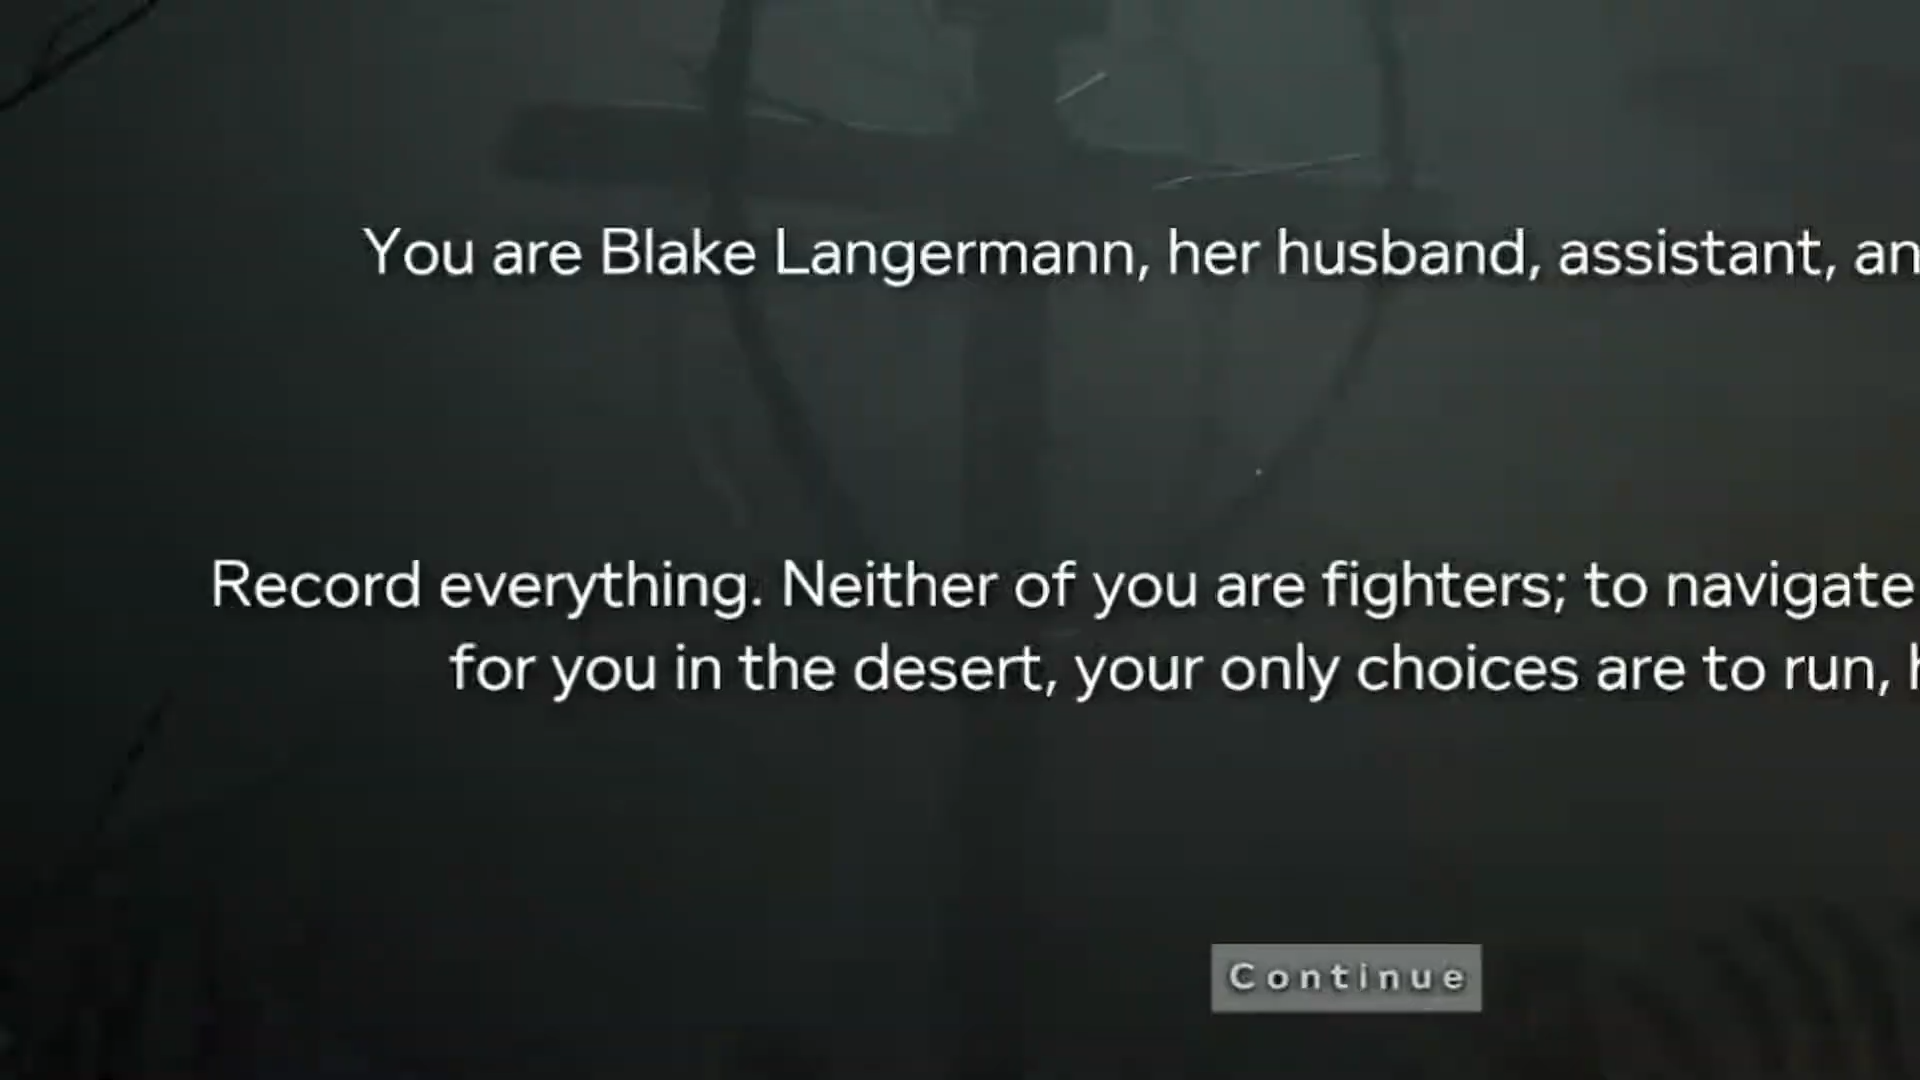 You are Blake Langermann, her husband, assistant, an
Record everything. Neither of you are fighters; to navigate
for you in the desert, your only choices are to run, h
Continue